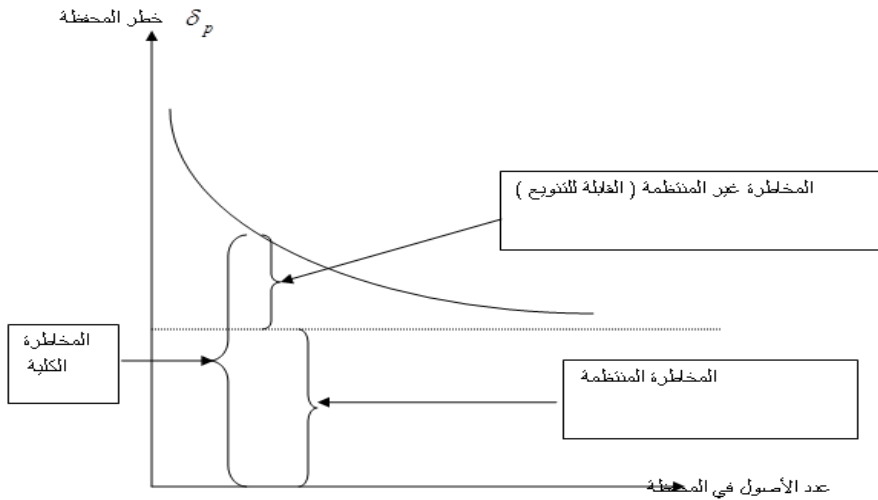 خطر المحفظة δp
المخاطرة غير المنتظمة ( القابلة للتنويع )
المخاطرة
الكلية
المخاطرة المنتظمة
عدد الأصول في المحفظة